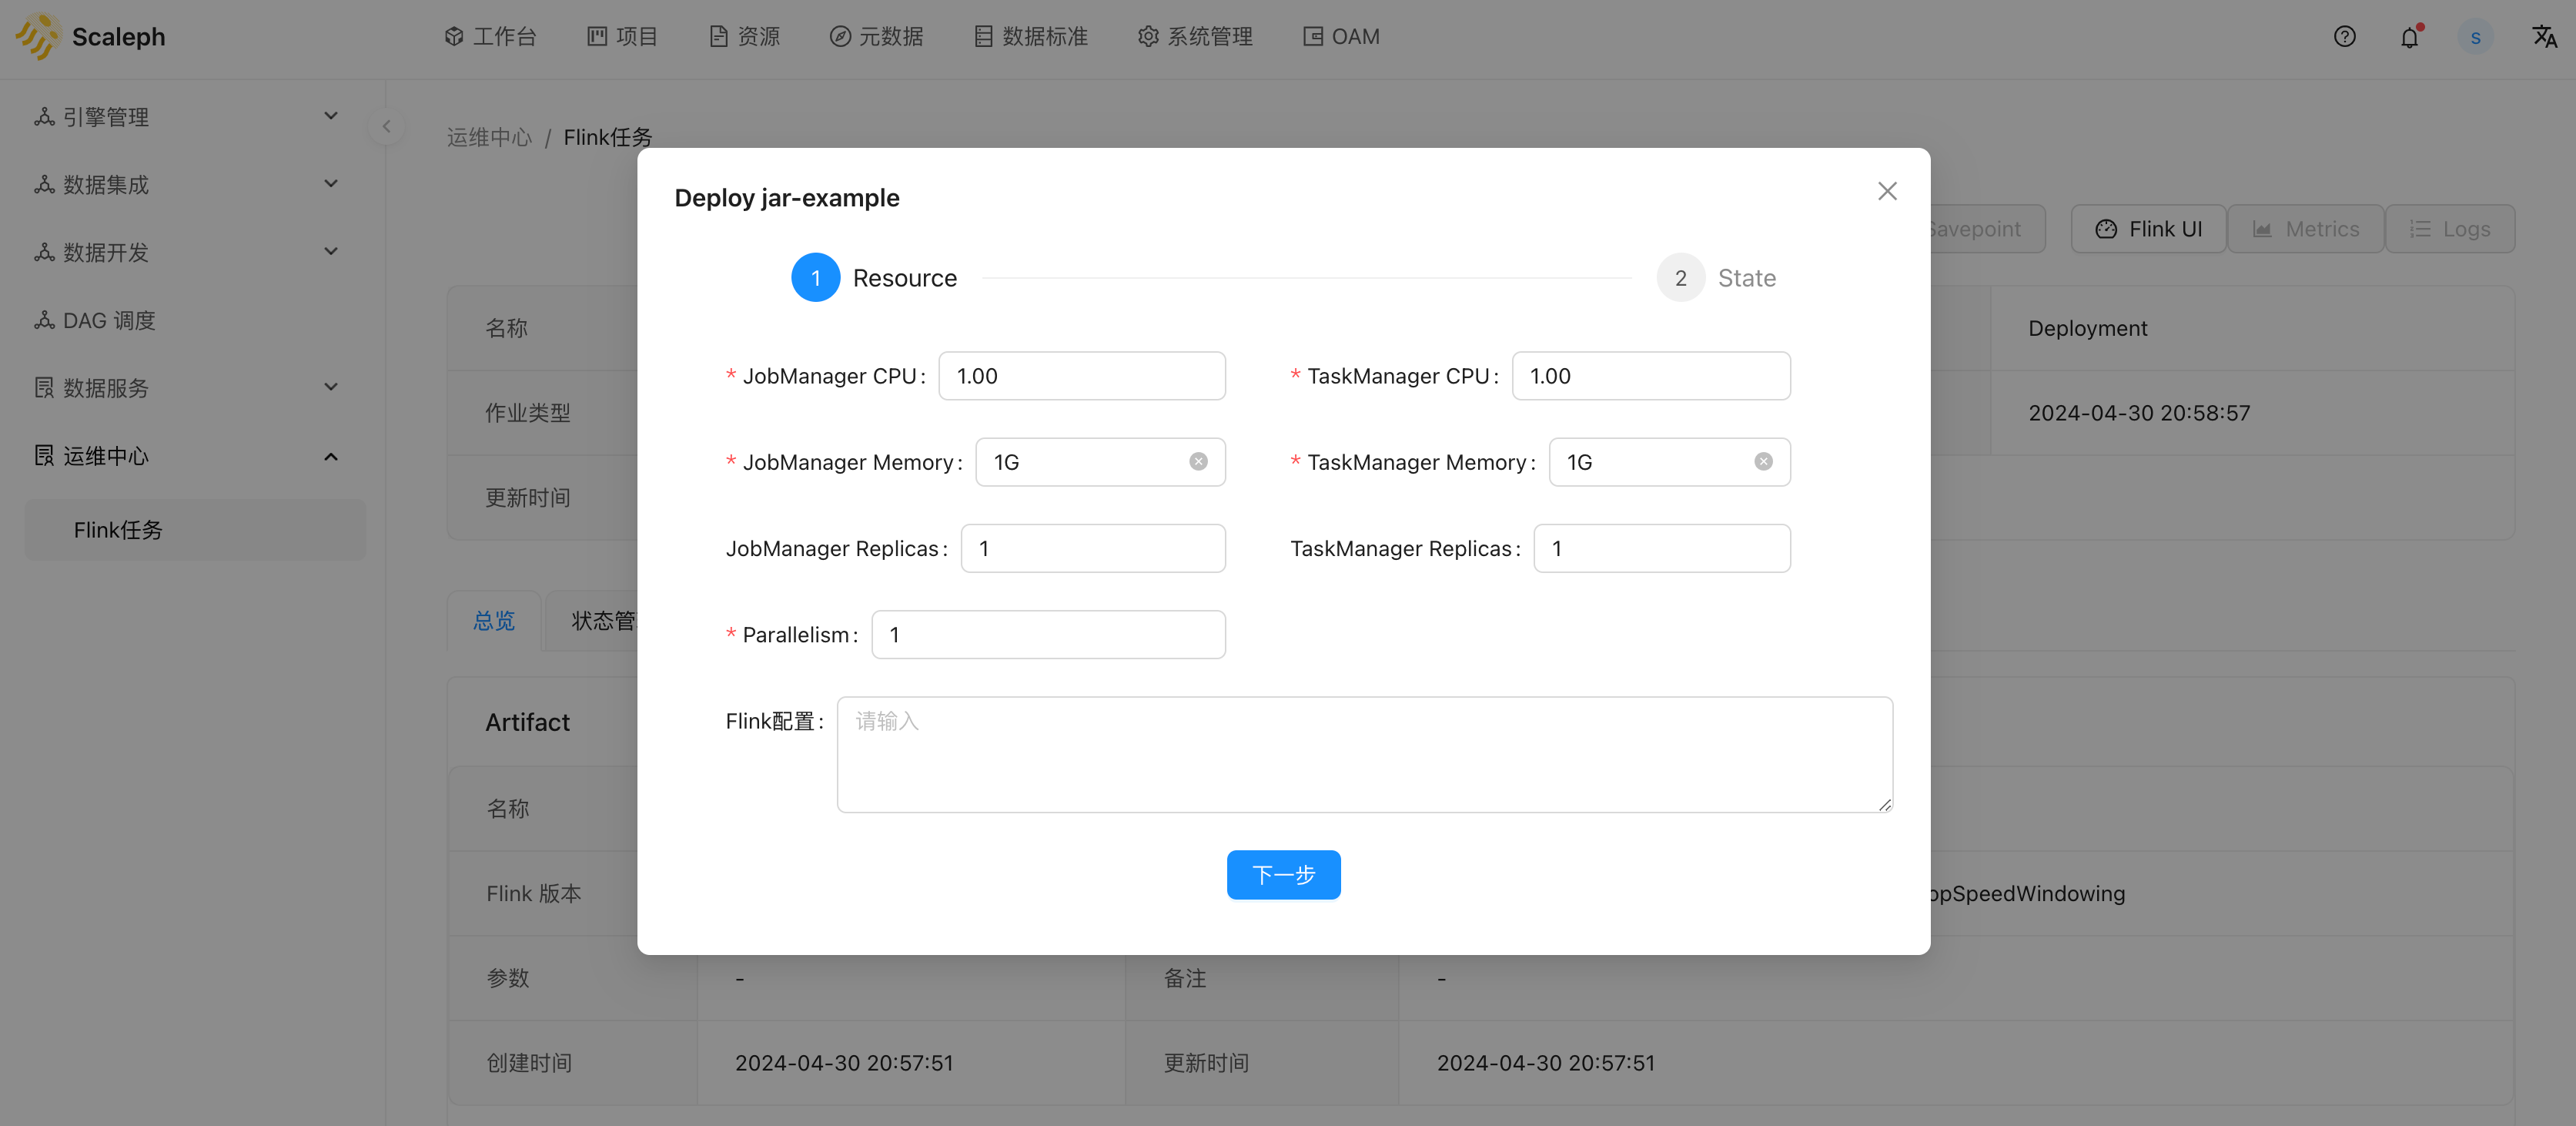 Scaleph
工作台 项目 资源 元数据 数据标准 系统管理 OAM
s
引擎管理
数据集成
数据开发
DAG 调度
数据服务
运维中心
Flink任务
运维中心 / Flink任务
Savepoint Flink UI Metrics Logs
名称 Deployment
作业类型 2024-04-30 20:58:57
更新时间
总览 状态管
Artifact
名称
Flink 版本 opSpeedWindowing
参数 - 备注 -
创建时间 2024-04-30 20:57:51 更新时间 2024-04-30 20:57:51
Deploy jar-example
1 Resource 2 State
* JobManager CPU : 1.00 * TaskManager CPU : 1.00
* JobManager Memory : 1G * TaskManager Memory : 1G
JobManager Replicas : 1 TaskManager Replicas : 1
* Parallelism : 1
Flink配置 : 请输入
下一步